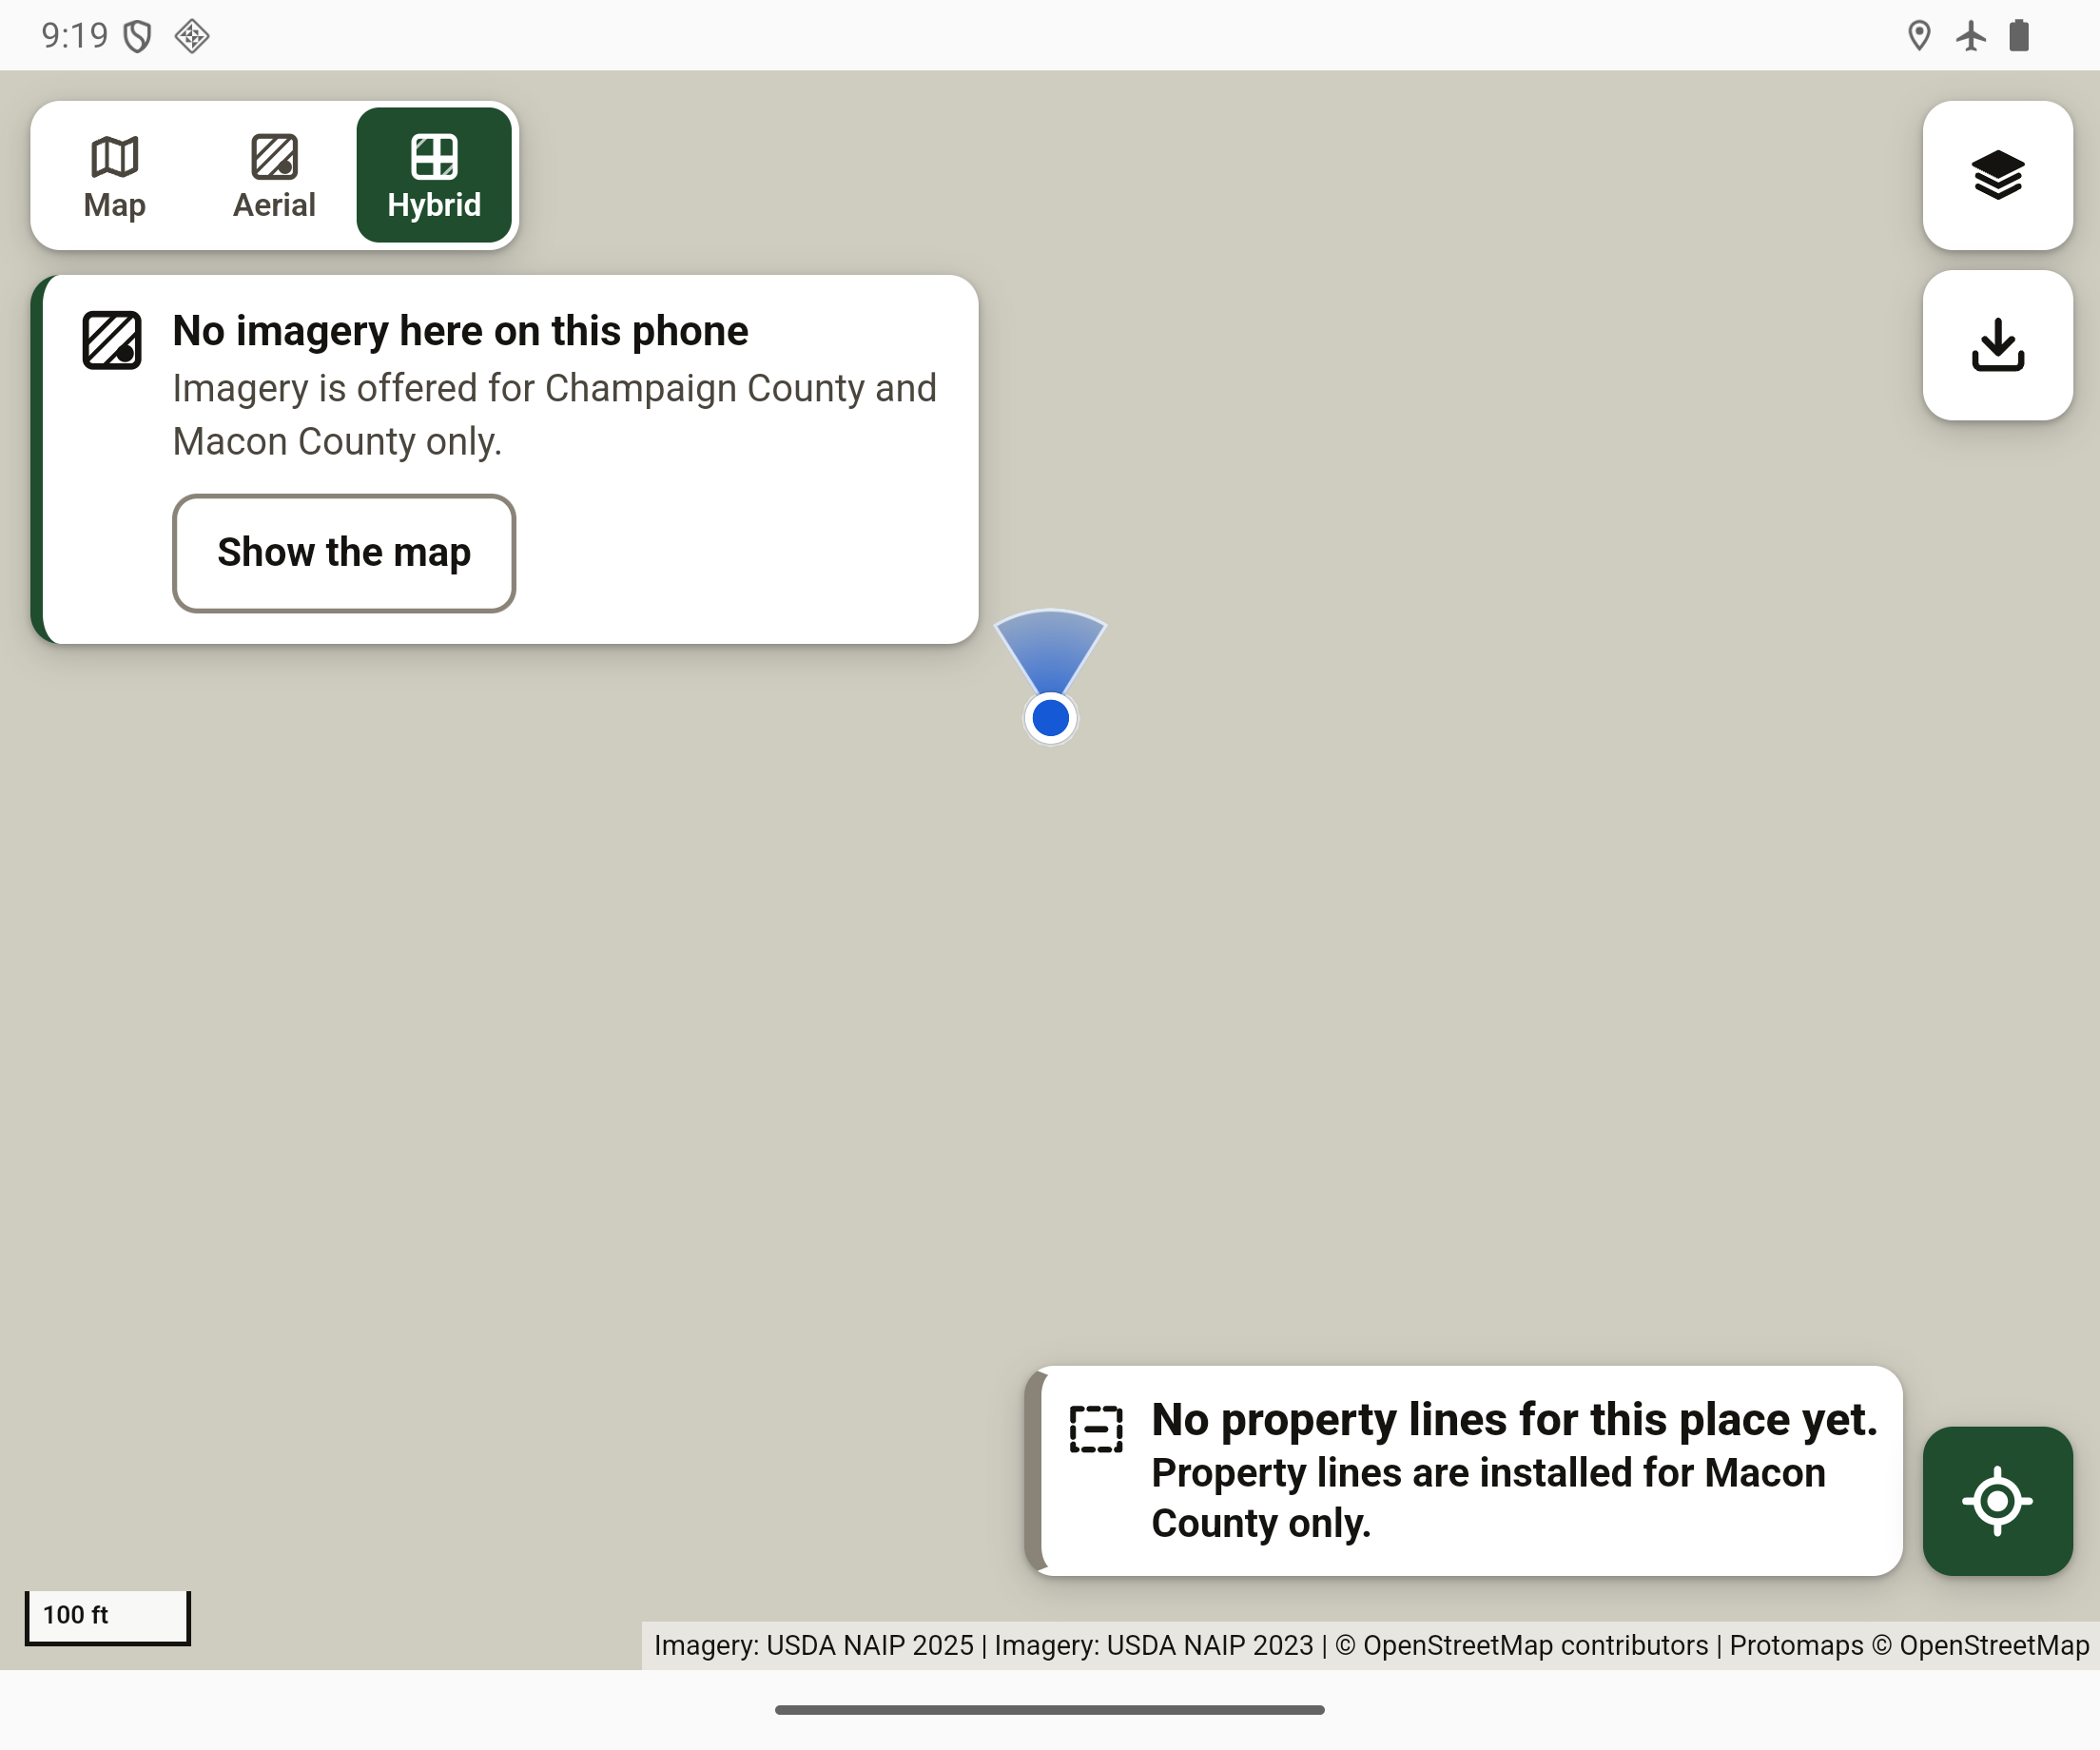 9:19
Map
Aerial
Hybrid
No imagery here on this phone
Imagery is offered for Champaign County and
Macon County only.
Show the map
No property lines for this place yet.
Property lines are installed for Macon
County only.
100 ft
Imagery: USDA NAIP 2025 | Imagery: USDA NAIP 2023 | © OpenStreetMap contributors | Protomaps © OpenStreetMap